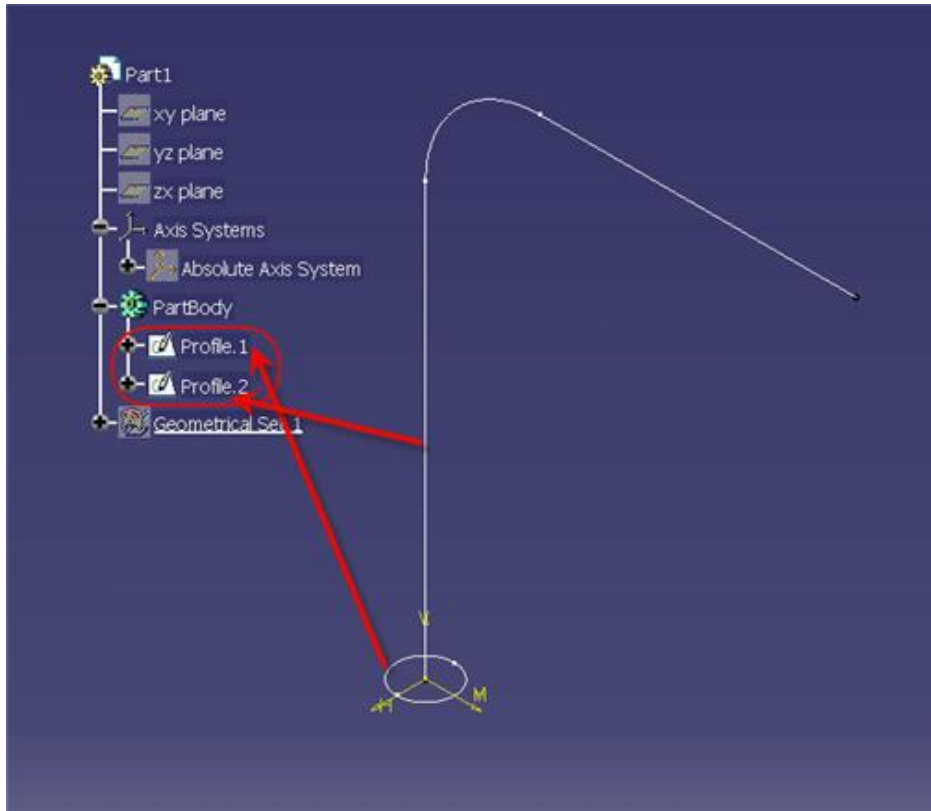 Part1
xy plane
yz plane
zx plane
Axis Systems
Absolute Axis System
PartBody
Profile.1
Profile.2
Geometrical Set.1
V
H